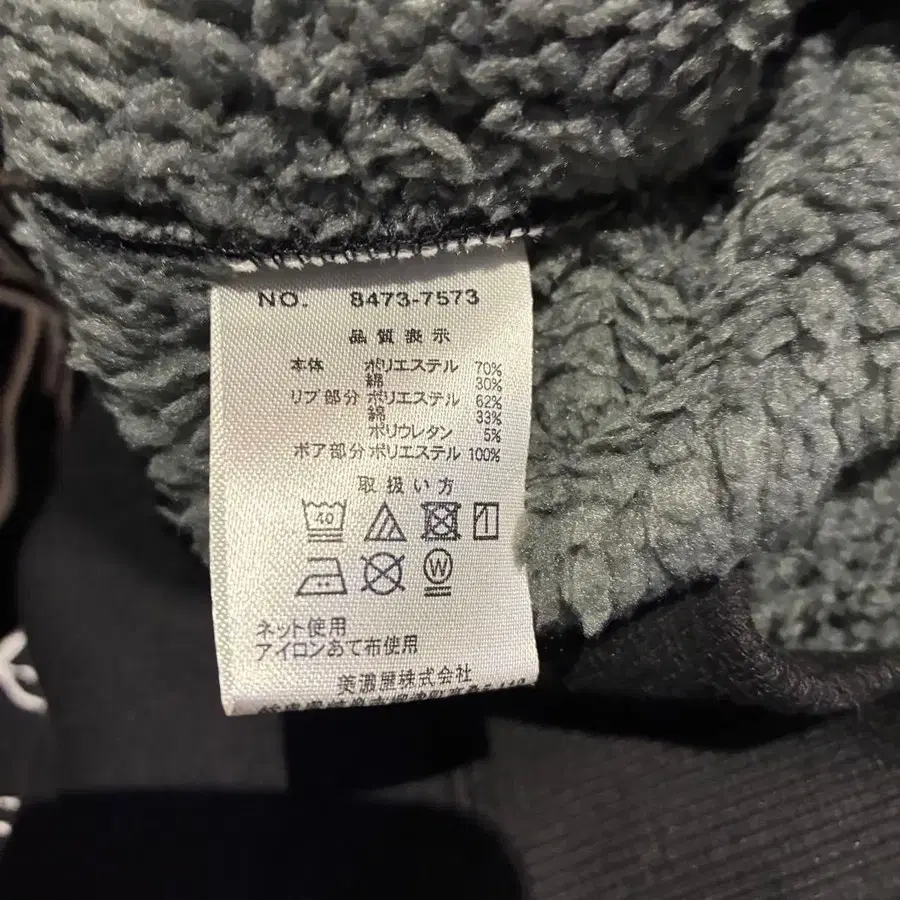 NO. 8473-7573
品質表示
本体 ポリエステル 70%
綿 30%
リブ部分 ポリエステル 62%
綿 33%
ポリウレタン 5%
ボア部分 ポリエステル 100%
取扱い方
40
W
ネット使用
アイロンあて布使用
美濃屋株式会社